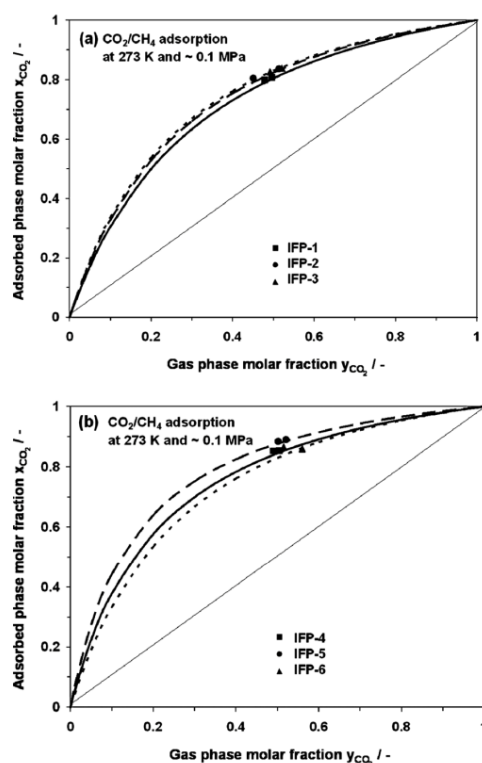 (a)
CO2/CH4 adsorption
at 273 K and ~ 0.1 MPa
1
0.8
0.6
0.4
0.2
0
Adsorbed phase molar fraction xCO2 / -
IFP-1
IFP-2
IFP-3
0 0.2 0.4 0.6 0.8 1
Gas phase molar fraction yCO2 / -
(b)
CO2/CH4 adsorption
at 273 K and ~ 0.1 MPa
1
0.8
0.6
0.4
0.2
0
Adsorbed phase molar fraction xCO2 / -
IFP-4
IFP-5
IFP-6
0 0.2 0.4 0.6 0.8 1
Gas phase molar fraction yCO2 / -